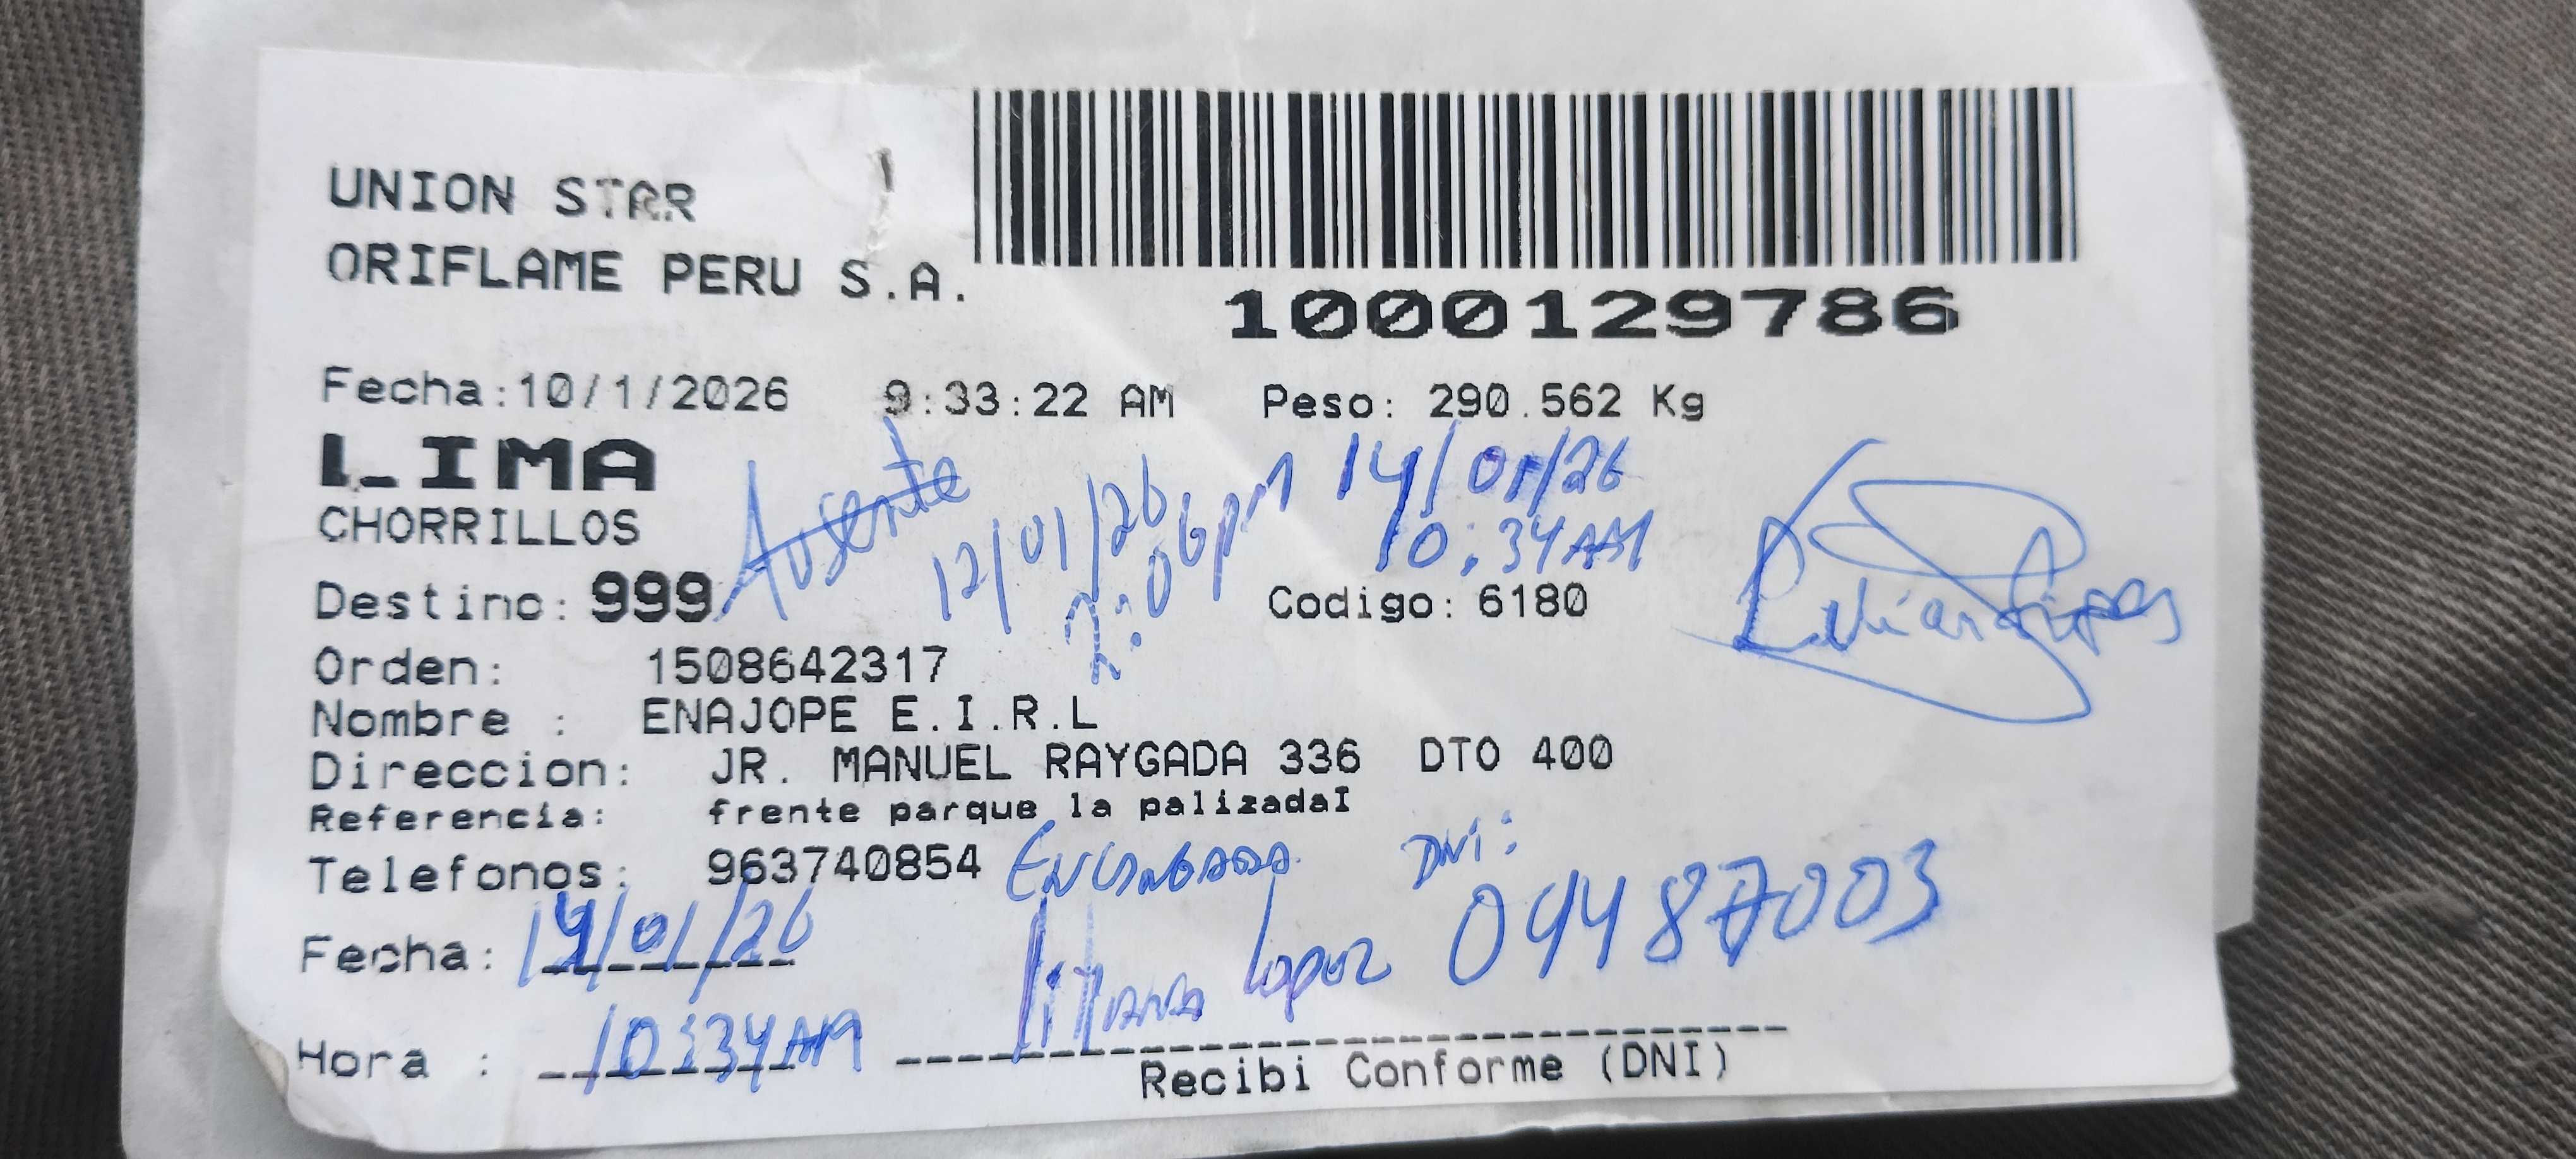 UNION STAR
ORIFLAME PERU S.A.
1000129786
Fecha:10/1/2026 9:33:22 AM Peso: 290.562 Kg
LIMA
CHORRILLOS
Ausente 12/01/26 2:06pm
14/01/26
10:34AM
Destino: 999 Codigo: 6180
Orden: 1508642317
Nombre : ENAJOPE E.I.R.L
Direccion: JR. MANUEL RAYGADA 336 DTO 400
Referencia: frente parque la palizadaI
Telefonos: 963740854 ENCARGADA DNI:
Fecha: 14/01/26 liliana lopez 09487003
Hora : 10:34AM
Recibi Conforme (DNI)